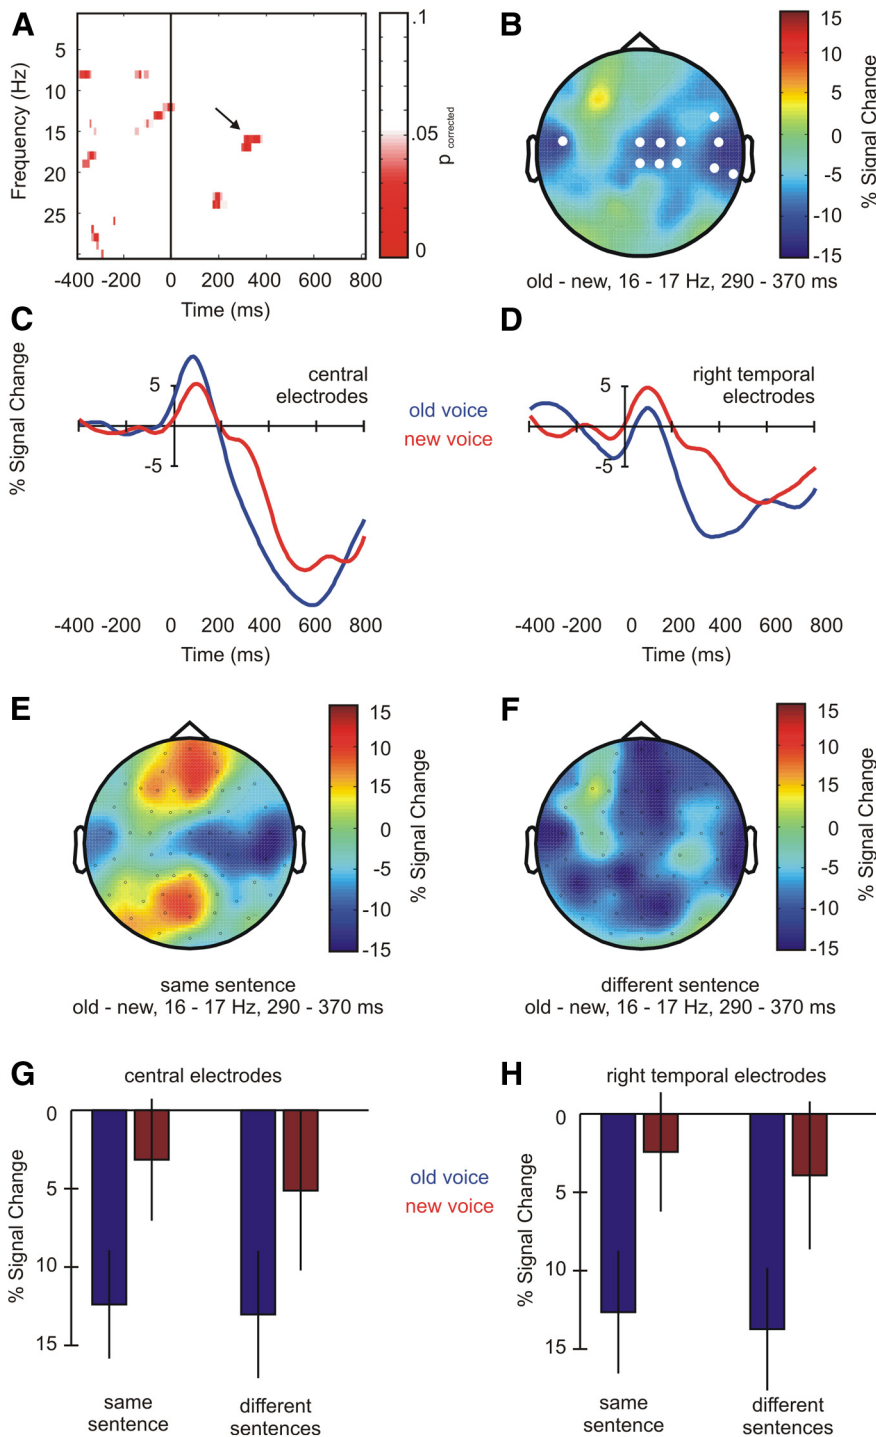 A
Frequency (Hz)
5
10
15
20
25
-400 -200 0 200 400 600 800
Time (ms)
.1
.05
0
p corrected
B
15
10
5
0
-5
-10
-15
% Signal Change
old - new, 16 - 17 Hz, 290 - 370 ms
C
% Signal Change
central
electrodes
5
-5
-400 -200 0 200 400 600 800
Time (ms)
old voice
new voice
D
right temporal
electrodes
5
-5
-400 -200 0 200 400 600 800
Time (ms)
E
15
10
5
0
-5
-10
-15
% Signal Change
same sentence
old - new, 16 - 17 Hz, 290 - 370 ms
F
15
10
5
0
-5
-10
-15
% Signal Change
different sentence
old - new, 16 - 17 Hz, 290 - 370 ms
G
central electrodes
% Signal Change
0
5
10
15
same
sentence
different
sentences
old voice
new voice
H
right temporal electrodes
% Signal Change
0
5
10
15
same
sentence
different
sentences